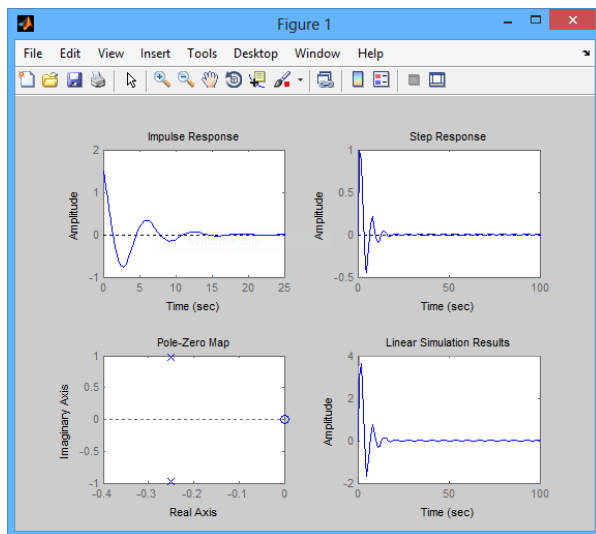 Figure 1
File Edit View Insert Tools Desktop Window Help
Impulse Response
2
1
0
-1
Amplitude
0 5 10 15 20 25
Time (sec)
Step Response
1
0.5
0
-0.5
Amplitude
0 50 100
Time (sec)
Pole-Zero Map
1
0.5
0
-0.5
-1
Imaginary Axis
-0.4 -0.3 -0.2 -0.1 0
Real Axis
Linear Simulation Results
4
2
0
-2
Amplitude
0 50 100
Time (sec)